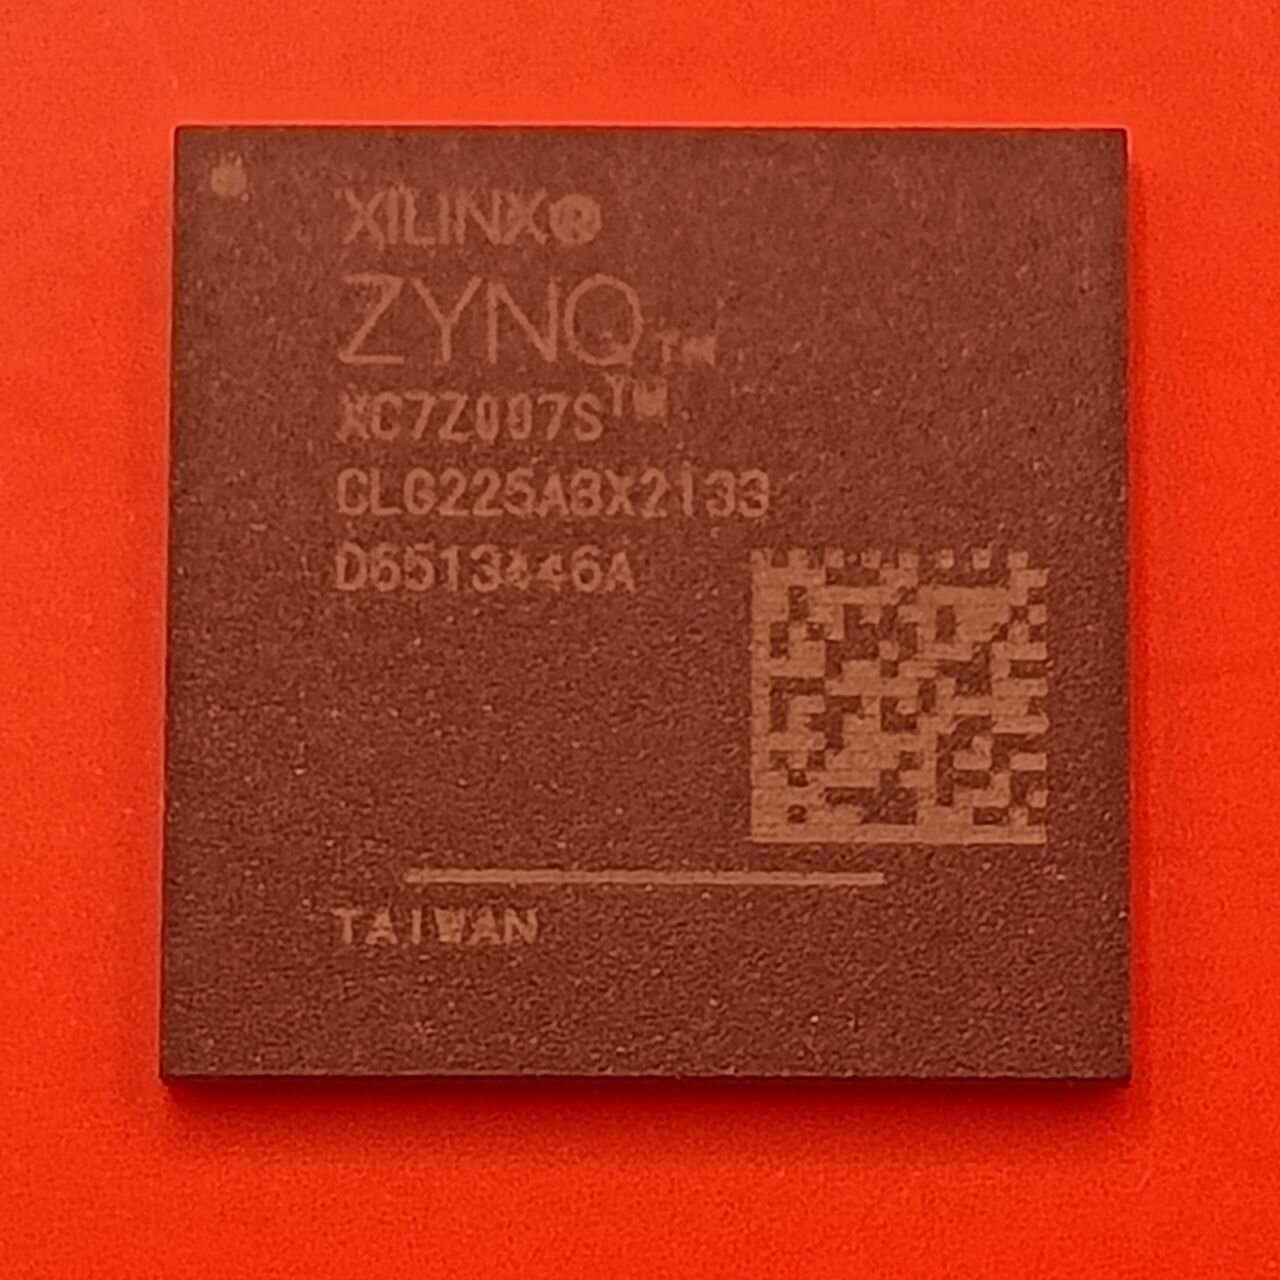 XILINX®
ZYNQ™
XC7Z007S™
CLG225ABX2133
D6513446A
TAIWAN